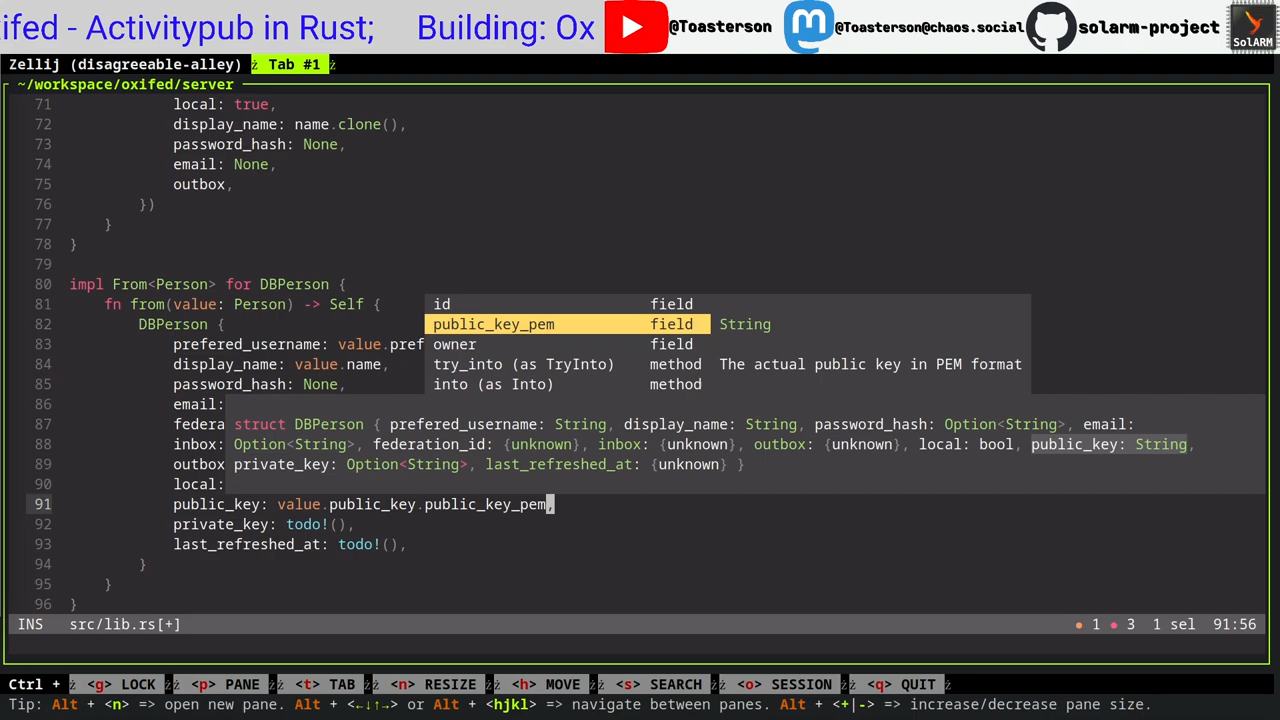 ifed - Activitypub in Rust;     Building: Ox
@Toasterson
@Toasterson@chaos.social
solarm-project
SolARM
Zellij (disagreeable-alley) Tab #1
~/workspace/oxifed/server
71             local: true,
72             display_name: name.clone(),
73             password_hash: None,
74             email: None,
75             outbox,
76         })
77     }
78 }
79
80 impl From<Person> for DBPerson {
81     fn from(value: Person) -> Self {
82         DBPerson {
83             prefered_username: value.pref
84             display_name: value.name,
85             password_hash: None,
86             email:
87             federa
88             inbox:
89             outbox
90             local:
91             public_key: value.public_key.public_key_pem,
92             private_key: todo!(),
93             last_refreshed_at: todo!(),
94         }
95     }
96 }
id field
public_key_pem field String
owner field
try_into (as TryInto) method The actual public key in PEM format
into (as Into) method
struct DBPerson { prefered_username: String, display_name: String, password_hash: Option<String>, email:
Option<String>, federation_id: {unknown}, inbox: {unknown}, outbox: {unknown}, local: bool, public_key: String,
private_key: Option<String>, last_refreshed_at: {unknown} }
INS src/lib.rs[+] 1 3 1 sel 91:56
Ctrl + <g> LOCK <p> PANE <t> TAB <n> RESIZE <h> MOVE <s> SEARCH <o> SESSION <q> QUIT
Tip: Alt + <n> => open new pane. Alt + <←↓↑→> or Alt + <hjkl> => navigate between panes. Alt + <+|-> => increase/decrease pane size.